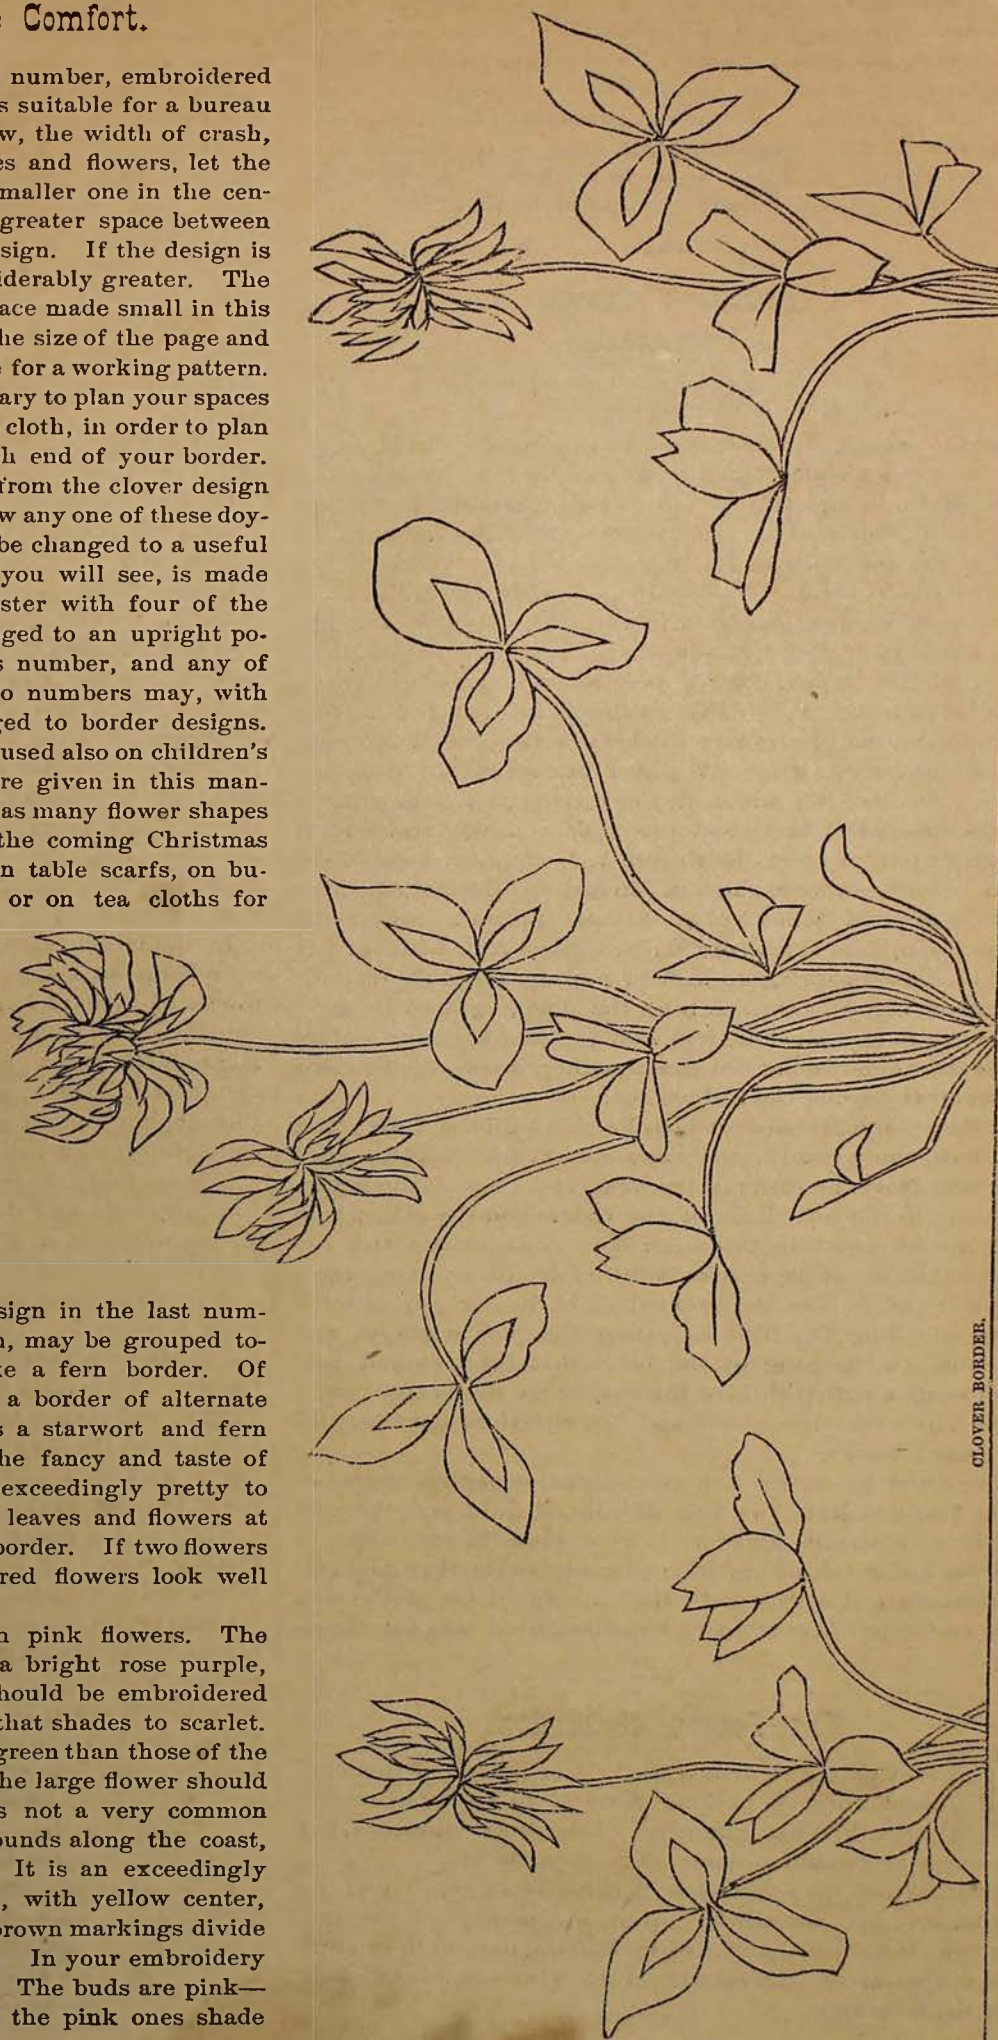 Comfort.
number, embroidered
s suitable for a bureau
w, the width of crash,
es and flowers, let the
maller one in the cen-
greater space between
sign. If the design is
iderably greater. The
ace made small in this
he size of the page and
e for a working pattern.
ary to plan your spaces
cloth, in order to plan
h end of your border.
from the clover design
w any one of these doy-
be changed to a useful
you will see, is made
ster with four of the
ged to an upright po-
s number, and any of
o numbers may, with
ged to border designs.
used also on children's
re given in this man-
as many flower shapes
the coming Christmas
n table scarfs, on bu-
or on tea cloths for
sign in the last num-
n, may be grouped to-
ke a fern border. Of
a border of alternate
s a starwort and fern
he fancy and taste of
exceedingly pretty to
leaves and flowers at
border. If two flowers
red flowers look well
n pink flowers. The
a bright rose purple,
hould be embroidered
that shades to scarlet.
green than those of the
he large flower should
s not a very common
ounds along the coast,
It is an exceedingly
, with yellow center,
brown markings divide
In your embroidery
The buds are pink—
the pink ones shade
CLOVER BORDER.